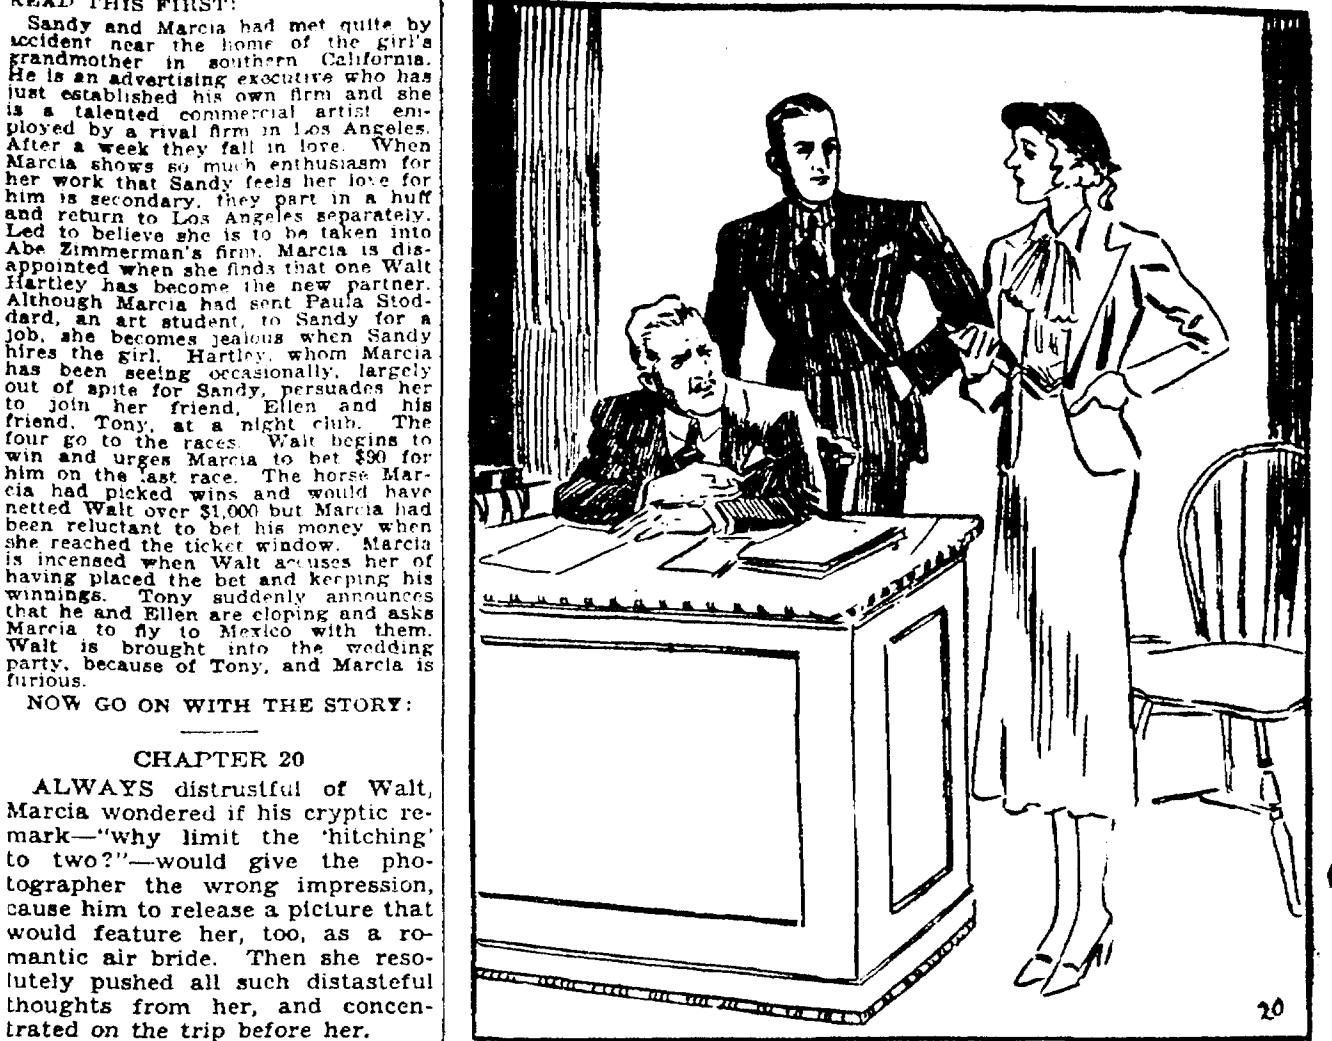 READ THIS FIRST:
Sandy and Marcia had met quite by
accident near the home of the girl's
grandmother in southern California.
He is an advertising executive who has
just established his own firm and she
is a talented commercial artist em-
ployed by a rival firm in Los Angeles.
After a week they fall in love. When
Marcia shows so much enthusiasm for
her work that Sandy feels her love for
him is secondary, they part in a huff
and return to Los Angeles separately.
Led to believe she is to be taken into
Abe Zimmerman's firm, Marcia is dis-
appointed when she finds that one Walt
Hartley has become the new partner.
Although Marcia had sent Paula Stod-
dard, an art student, to Sandy for a
job, she becomes jealous when Sandy
hires the girl. Hartley, whom Marcia
has been seeing occasionally, largely
out of spite for Sandy, persuades her
to join her friend, Ellen and his
friend, Tony, at a night club. The
four go to the races. Walt begins to
win and urges Marcia to bet $90 for
him on the last race. The horse Mar-
cia had picked wins and would have
netted Walt over $1,000 but Marcia had
been reluctant to bet his money when
she reached the ticket window. Marcia
is incensed when Walt accuses her of
having placed the bet and keeping his
winnings. Tony suddenly announces
that he and Ellen are eloping and asks
Marcia to fly to Mexico with them.
Walt is brought into the wedding
party, because of Tony, and Marcia is
furious.
NOW GO ON WITH THE STORY:
CHAPTER 20
ALWAYS distrustful of Walt,
Marcia wondered if his cryptic re-
mark—"why limit the 'hitching'
to two?"—would give the pho-
tographer the wrong impression,
cause him to release a picture that
would feature her, too, as a ro-
mantic air bride. Then she reso-
lutely pushed all such distasteful
thoughts from her, and concen-
trated on the trip before her.
20